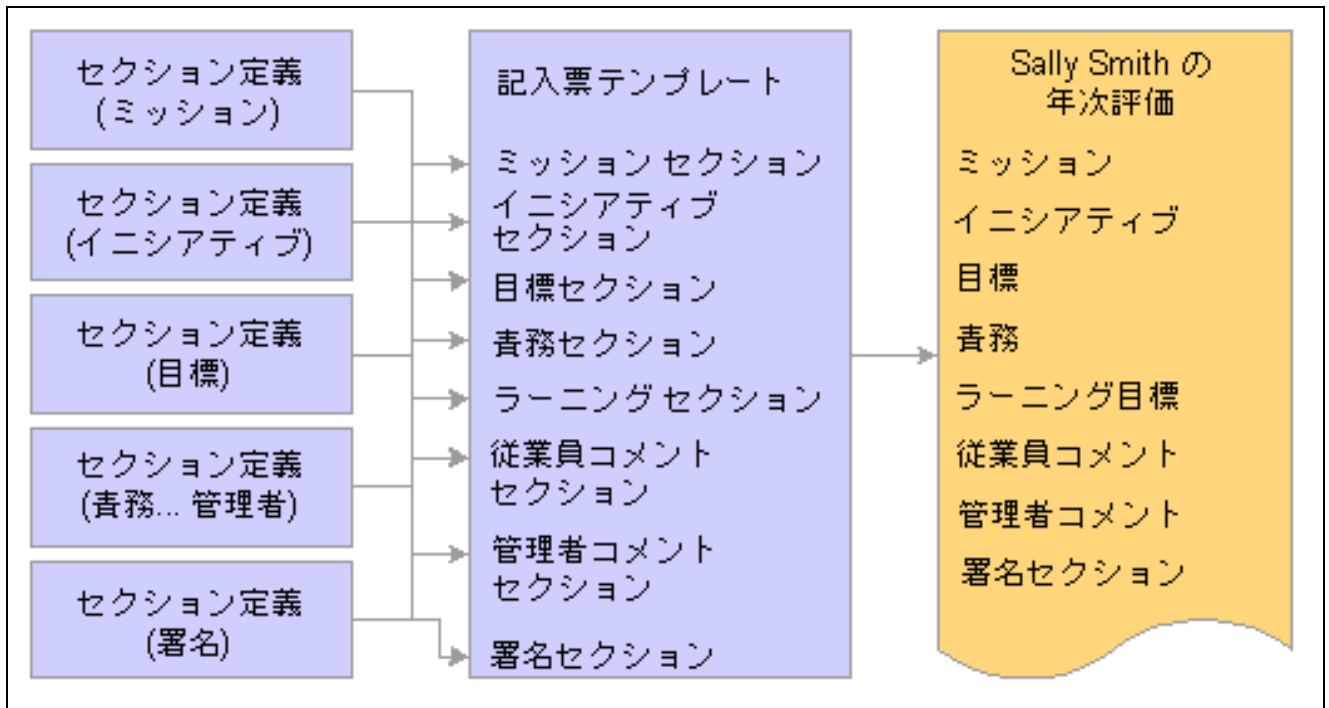 セクション定義
(ミッション)
セクション定義
(イニシアティブ)
セクション定義
(目標)
セクション定義
(責務... 管理者)
セクション定義
(署名)
記入票テンプレート
ミッション セクション
イニシアティブ
セクション
目標セクション
責務セクション
ラーニング セクション
従業員コメント
セクション
管理者コメント
セクション
署名セクション
Sally Smith の
年次評価
ミッション
イニシアティブ
目標
責務
ラーニング目標
従業員コメント
管理者コメント
署名セクション